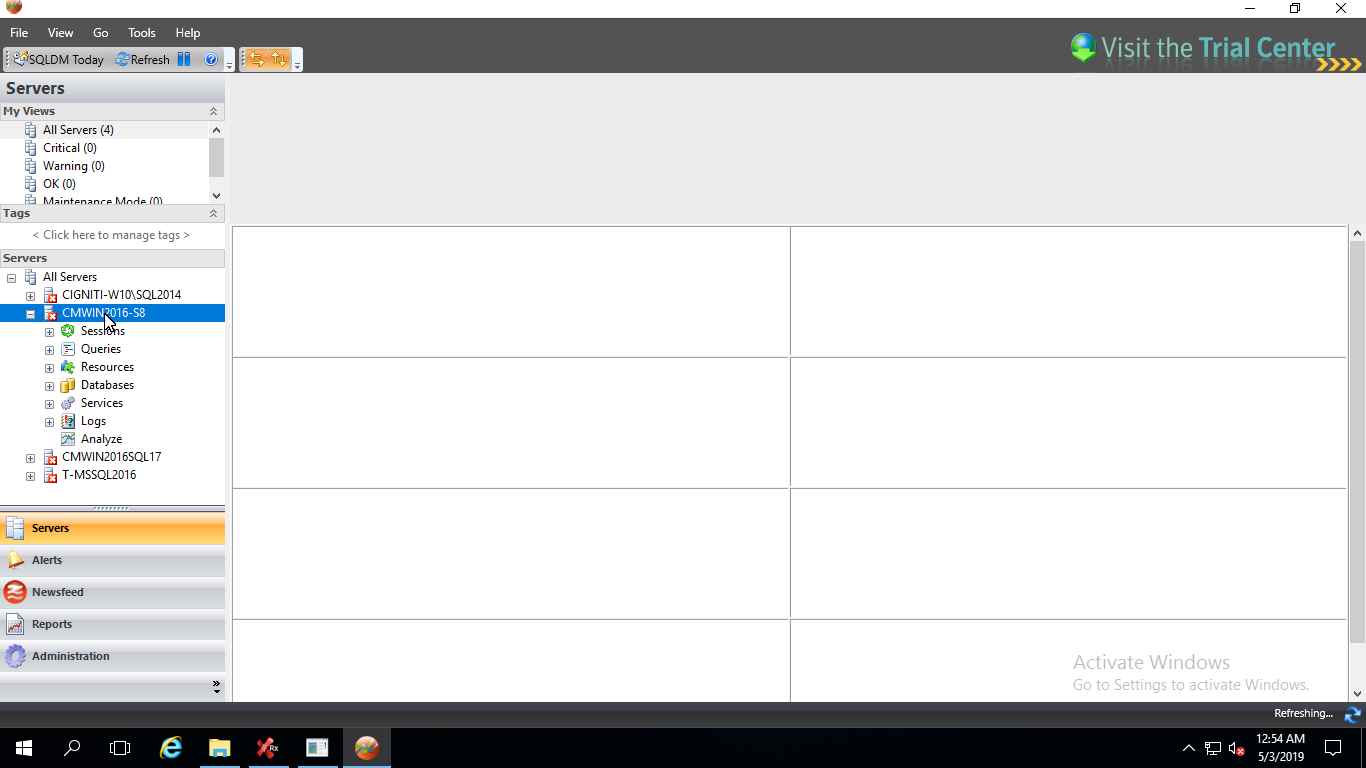 File View Go Tools Help
SQLDM Today Refresh
Visit the Trial Center
Servers
My Views
All Servers (4)
Critical (0)
Warning (0)
OK (0)
Maintenance Mode (0)
Tags
< Click here to manage tags >
Servers
All Servers
CIGNITI-W10\SQL2014
CMWIN2016-S8
Sessions
Queries
Resources
Databases
Services
Logs
Analyze
CMWIN2016SQL17
T-MSSQL2016
Servers
Alerts
Newsfeed
Reports
Administration
Activate Windows
Go to Settings to activate Windows.
Refreshing...
12:54 AM
5/3/2019